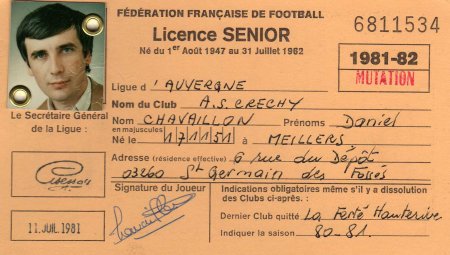 FÉDÉRATION FRANÇAISE DE FOOTBALL
Licence SENIOR
Né du 1er Août 1947 au 31 Juillet 1962
6811534
1981-82
MUTATION
Ligue d'AUVERGNE
Nom du Club A.S. CRECHY
CHAVAILLON Prénoms Daniel
en majuscules
Né le 171151 à MEILLERS
Adresse (résidence effective) 6 rue du Dépôt
03260 St Germain des Fossés
Le Secrétaire Général
de la Ligue :
Signature du Joueur
11 JUIL. 1981
Indications obligatoires même s'il y a dissolution
des Clubs ci-après :
Dernier Club quitté La Ferté Hauterive
Indiquer la saison 80-81.